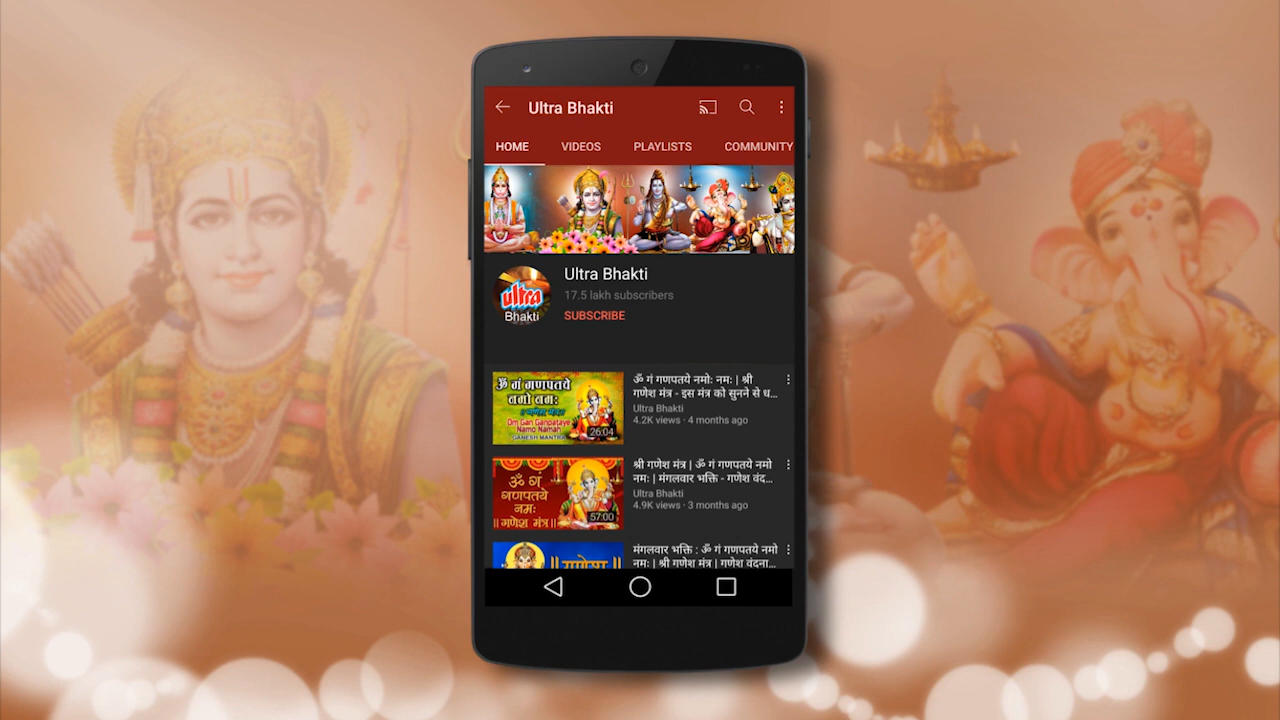 Ultra Bhakti
HOME VIDEOS PLAYLISTS COMMUNITY
ultra
Bhakti
Ultra Bhakti
17.5 lakh subscribers
SUBSCRIBE
ॐ गं गणपतये
नमो नमः
॥ गणेश मंत्र ॥
Om Gan Ganpataye
Namo Namah
GANESH MANTRA
26:04
ॐ गं गणपतये नमोः नमः | श्री
गणेश मंत्र - इस मंत्र को सुनने से ध...
Ultra Bhakti
4.2K views · 4 months ago
ॐ गं
गणपतये
नमः
॥ गणेश मंत्र ॥
57:00
श्री गणेश मंत्र | ॐ गं गणपतये नमो
नमः | मंगलवार भक्ति - गणेश वंद...
Ultra Bhakti
4.9K views · 3 months ago
मंगलवार भक्ति : ॐ गं गणपतये नमो
नमः | श्री गणेश मंत्र | गणेश वंदना...